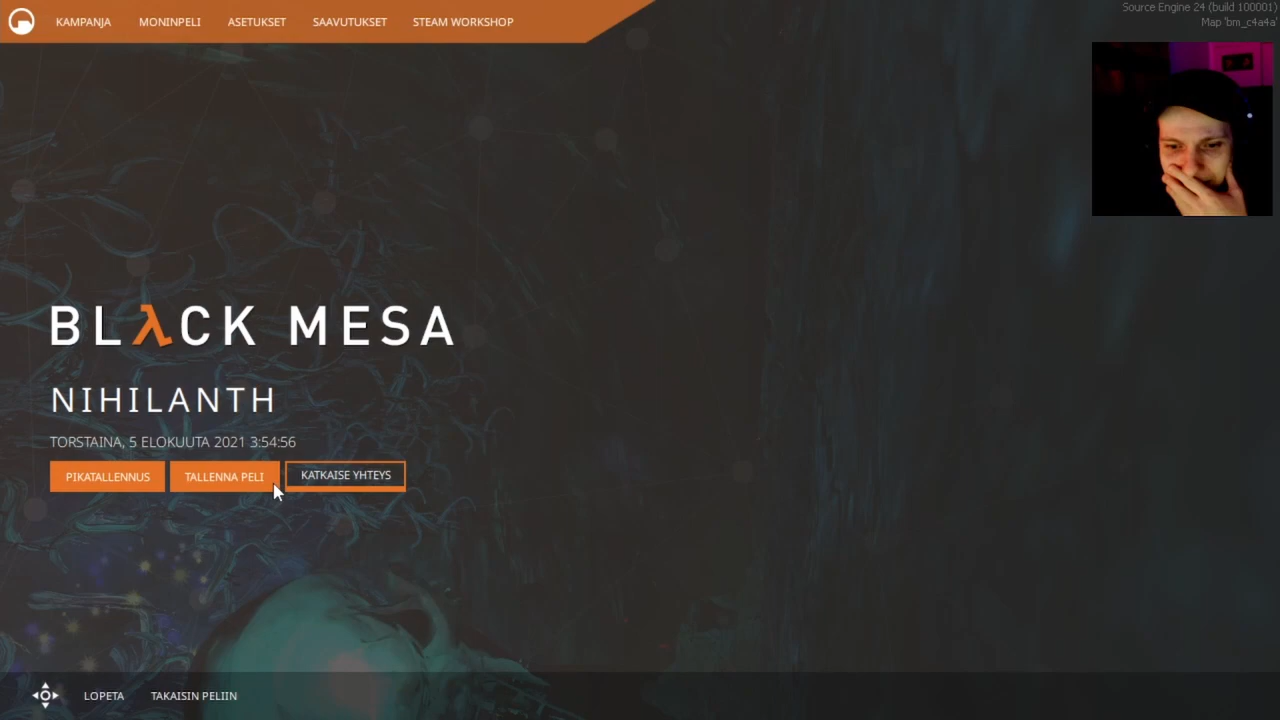 KAMPANJA MONINPELI ASETUKSET SAAVUTUKSET STEAM WORKSHOP
Source Engine 24 (build 100001)
Map 'bm_c4a4a'
BLλCK MESA
NIHILANTH
TORSTAINA, 5 ELOKUUTA 2021 3:54:56
PIKATALLENNUS TALLENNA PELI KATKAISE YHTEYS
LOPETA TAKAISIN PELIIN